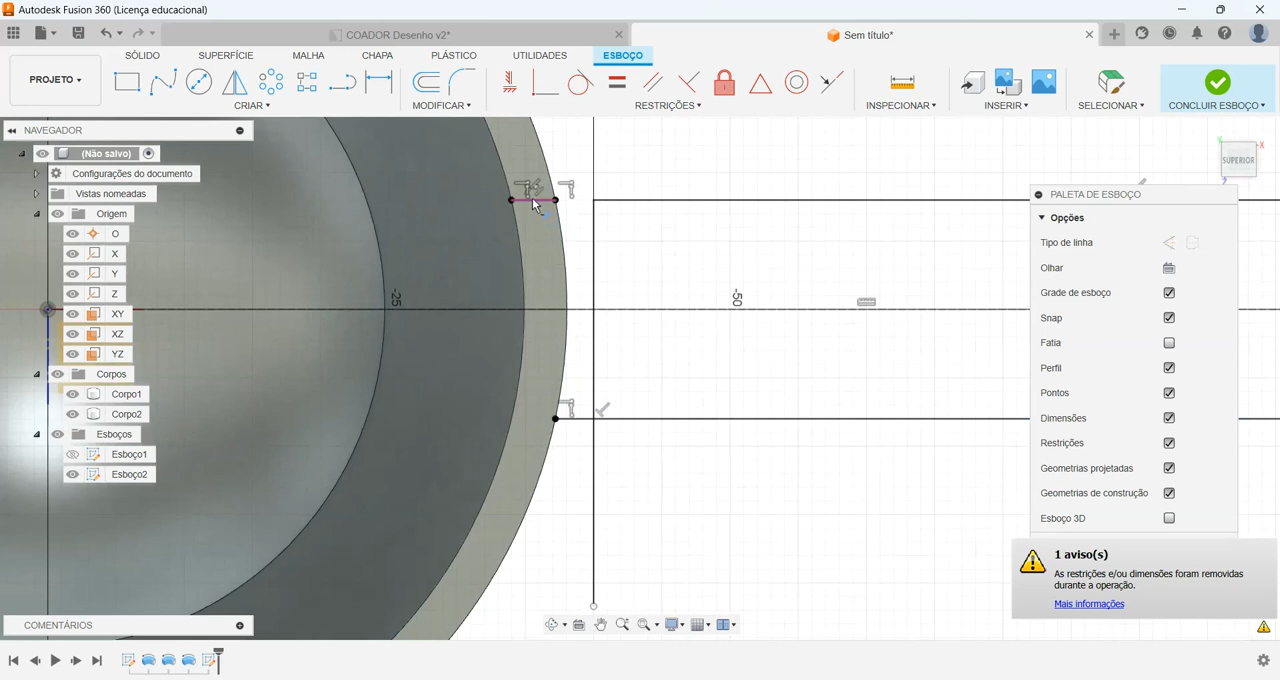 Autodesk Fusion 360 (Licença educacional)
COADOR Desenho v2*
Sem título*
PROJETO
SÓLIDO
SUPERFÍCIE
MALHA
CHAPA
PLÁSTICO
UTILIDADES
ESBOÇO
CRIAR
MODIFICAR
RESTRIÇÕES
INSPECIONAR
INSERIR
SELECIONAR
CONCLUIR ESBOÇO
NAVEGADOR
(Não salvo)
Configurações do documento
Vistas nomeadas
Origem
O
X
Y
Z
XY
XZ
YZ
Corpos
Corpo1
Corpo2
Esboços
Esboço1
Esboço2
-25
-50
Y
X
Z
SUPERIOR
PALETA DE ESBOÇO
Opções
Tipo de linha
Olhar
Grade de esboço
Snap
Fatia
Perfil
Pontos
Dimensões
Restrições
Geometrias projetadas
Geometrias de construção
Esboço 3D
1 aviso(s)
As restrições e/ou dimensões foram removidas
durante a operação.
Mais informações
COMENTÁRIOS